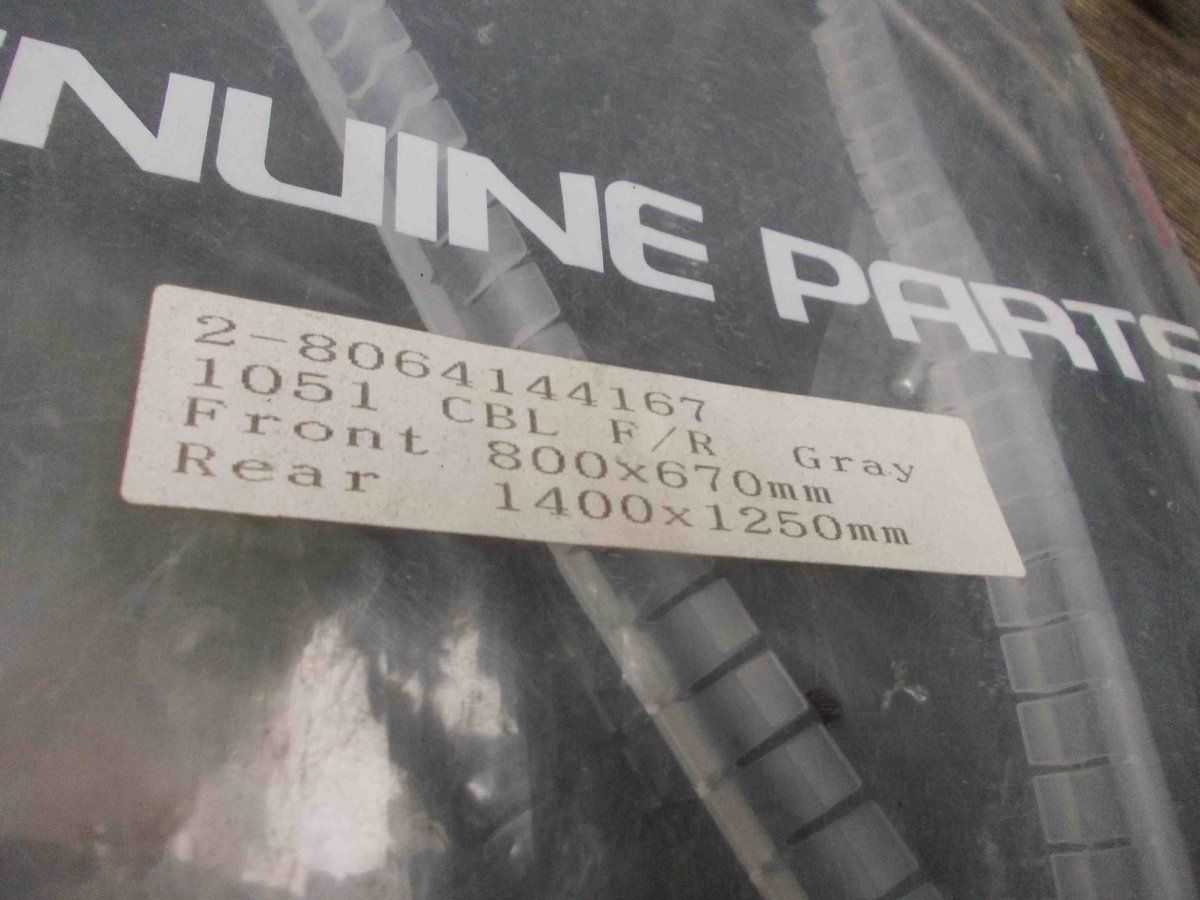 NUINE PARTS
2-8064144167
1051 CBL F/R Gray
Front 800x670mm
Rear 1400x1250mm